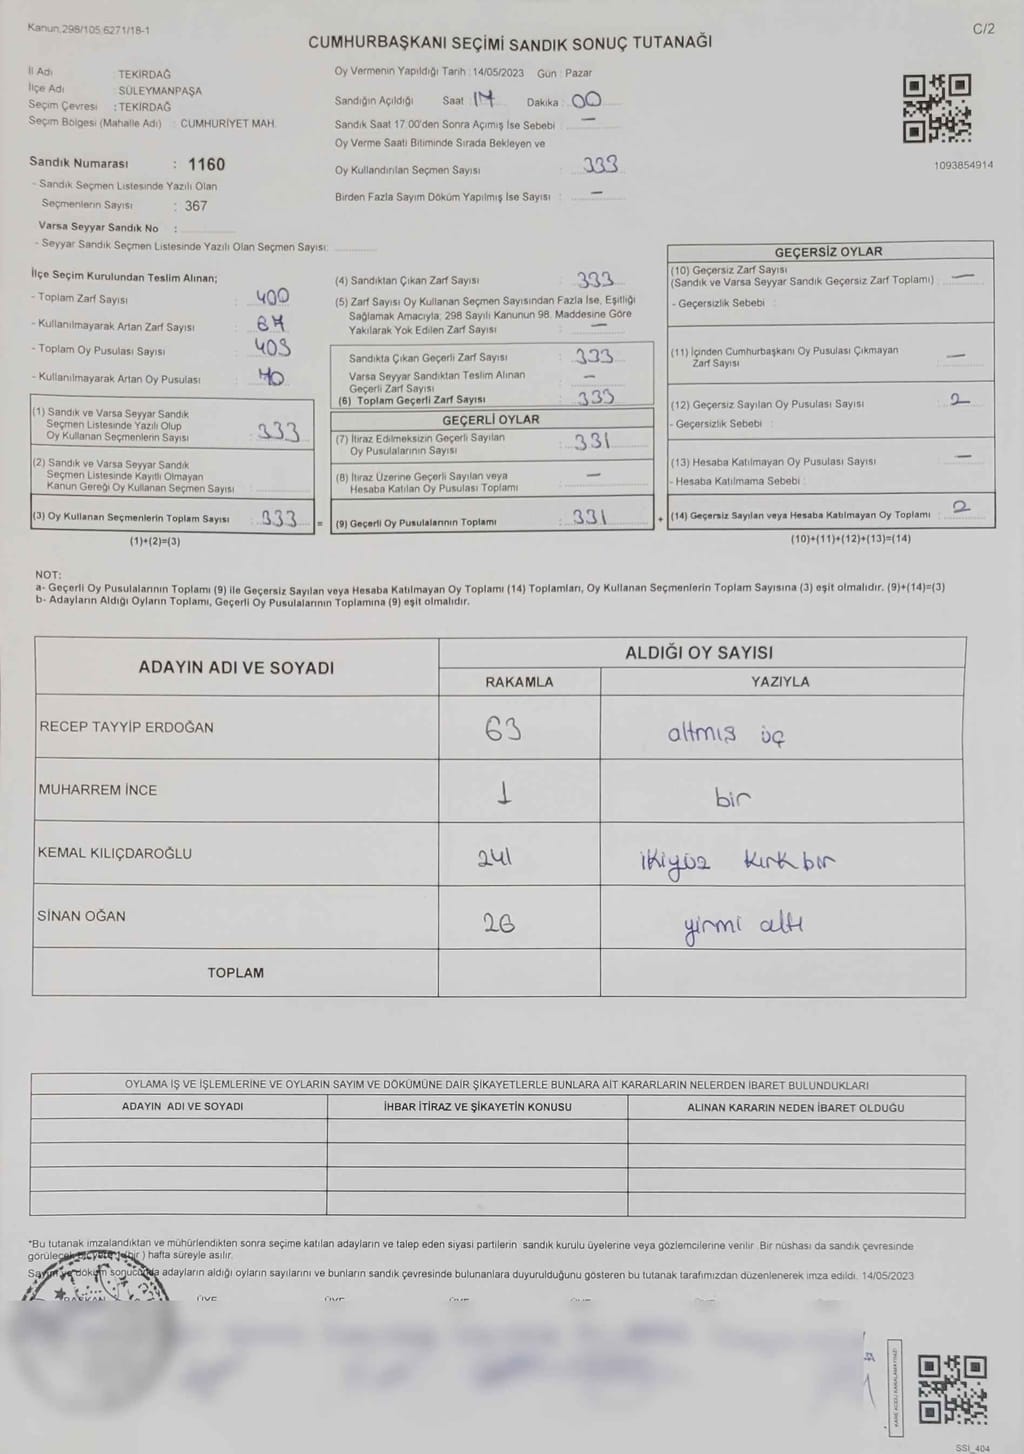 Kanun.298/105 6271/18-1
C/2
CUMHURBAŞKANI SEÇİMİ SANDIK SONUÇ TUTANAĞI
İl Adı : TEKİRDAĞ
İlçe Adı : SÜLEYMANPAŞA
Seçim Çevresi : TEKİRDAĞ
Seçim Bölgesi (Mahalle Adı) : CUMHURİYET MAH.
Sandık Numarası : 1160
- Sandık Seçmen Listesinde Yazılı Olan
Seçmenlerin Sayısı : 367
Varsa Seyyar Sandık No :
- Seyyar Sandık Seçmen Listesinde Yazılı Olan Seçmen Sayısı:
Oy Vermenin Yapıldığı Tarih : 14/05/2023 Gün : Pazar
Sandığın Açıldığı Saat 17 Dakika : 00
Sandık Saat 17.00'den Sonra Açımış İse Sebebi : —
Oy Verme Saati Bitiminde Sırada Bekleyen ve
Oy Kullandırılan Seçmen Sayısı : 333
Birden Fazla Sayım Döküm Yapılmış İse Sayısı : —
1093854914
İlçe Seçim Kurulundan Teslim Alınan;
- Toplam Zarf Sayısı : 400
- Kullanılmayarak Artan Zarf Sayısı : 67
- Toplam Oy Pusulası Sayısı : 403
- Kullanılmayarak Artan Oy Pusulası : 70
(1) Sandık ve Varsa Seyyar Sandık
Seçmen Listesinde Yazılı Olup
Oy Kullanan Seçmenlerin Sayısı : 333
(2) Sandık ve Varsa Seyyar Sandık
Seçmen Listesinde Kayıtlı Olmayan
Kanun Gereği Oy Kullanan Seçmen Sayısı :
(3) Oy Kullanan Seçmenlerin Toplam Sayısı : 333 =
(1)+(2)=(3)
(4) Sandıktan Çıkan Zarf Sayısı : 333
(5) Zarf Sayısı Oy Kullanan Seçmen Sayısından Fazla İse, Eşitliği
Sağlamak Amacıyla; 298 Sayılı Kanunun 98. Maddesine Göre
Yakılarak Yok Edilen Zarf Sayısı : —
Sandıkta Çıkan Geçerli Zarf Sayısı : 333
Varsa Seyyar Sandıktan Teslim Alınan
Geçerli Zarf Sayısı : —
(6) Toplam Geçerli Zarf Sayısı : 333
GEÇERLİ OYLAR
(7) İtiraz Edilmeksizin Geçerli Sayılan
Oy Pusulalarının Sayısı : 331
(8) İtiraz Üzerine Geçerli Sayılan veya
Hesaba Katılan Oy Pusulası Toplamı : —
(9) Geçerli Oy Pusulalarının Toplamı : 331 +
GEÇERSİZ OYLAR
(10) Geçersiz Zarf Sayısı
(Sandık ve Varsa Seyyar Sandık Geçersiz Zarf Toplamı) : —
- Geçersizlik Sebebi :
(11) İçinden Cumhurbaşkanı Oy Pusulası Çıkmayan
Zarf Sayısı : —
(12) Geçersiz Sayılan Oy Pusulası Sayısı : 2
- Geçersizlik Sebebi :
(13) Hesaba Katılmayan Oy Pusulası Sayısı : —
- Hesaba Katılmama Sebebi :
(14) Geçersiz Sayılan veya Hesaba Katılmayan Oy Toplamı : 2
(10)+(11)+(12)+(13)=(14)
NOT:
a- Geçerli Oy Pusulalarının Toplamı (9) ile Geçersiz Sayılan veya Hesaba Katılmayan Oy Toplamı (14) Toplamları, Oy Kullanan Seçmenlerin Toplam Sayısına (3) eşit olmalıdır. (9)+(14)=(3)
b- Adayların Aldığı Oyların Toplamı, Geçerli Oy Pusulalarının Toplamına (9) eşit olmalıdır.
ADAYIN ADI VE SOYADI
ALDIĞI OY SAYISI
RAKAMLA YAZIYLA
RECEP TAYYİP ERDOĞAN 63 altmış üç
MUHARREM İNCE 1 bir
KEMAL KILIÇDAROĞLU 241 ikiyüz kırk bir
SİNAN OĞAN 26 yirmi altı
TOPLAM
OYLAMA İŞ VE İŞLEMLERİNE VE OYLARIN SAYIM VE DÖKÜMÜNE DAİR ŞİKAYETLERLE BUNLARA AİT KARARLARIN NELERDEN İBARET BULUNDUKLARI
ADAYIN ADI VE SOYADI İHBAR İTİRAZ VE ŞİKAYETİN KONUSU ALINAN KARARIN NEDEN İBARET OLDUĞU
*Bu tutanak imzalandıktan ve mühürlendikten sonra seçime katılan adayların ve talep eden siyasi partilerin sandık kurulu üyelerine veya gözlemcilerine verilir. Bir nüshası da sandık çevresinde
görülecek bir yere 1 (bir) hafta süreyle asılır.
Sayım ve döküm sonucunda adayların aldığı oyların sayılarını ve bunların sandık çevresinde bulunanlara duyurulduğunu gösteren bu tutanak tarafımızdan düzenlenerek imza edildi. 14/05/2023
BAŞKAN ÜYE ÜYE ÜYE ÜYE ÜYE
SSI_404